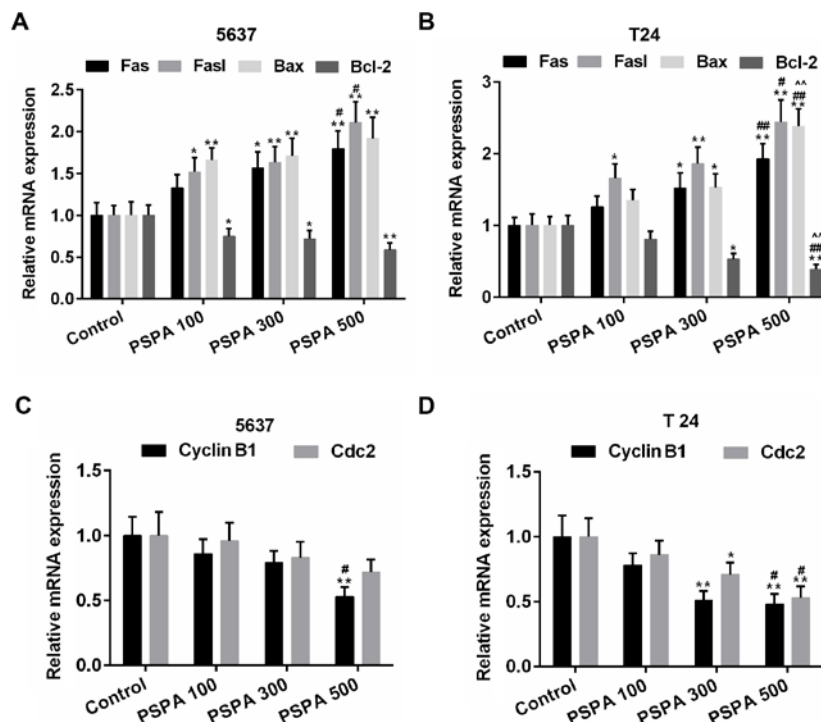 A
5637
Fas Fasl Bax Bcl-2
Relative mRNA expression
2.5
2.0
1.5
1.0
0.5
0.0
* ** * ** ** * # ** # ** ** **
* * **
Control PSPA 100 PSPA 300 PSPA 500
B
T24
Fas Fasl Bax Bcl-2
Relative mRNA expression
3
2
1
0
* * ** * * ## ** # ** ^^ ## ** ^^ ## **
Control PSPA 100 PSPA 300 PSPA 500
C
5637
Cyclin B1 Cdc2
Relative mRNA expression
1.5
1.0
0.5
0.0
# **
Control PSPA 100 PSPA 300 PSPA 500
D
T 24
Cyclin B1 Cdc2
Relative mRNA expression
1.5
1.0
0.5
0.0
** * # ** # **
Control PSPA 100 PSPA 300 PSPA 500